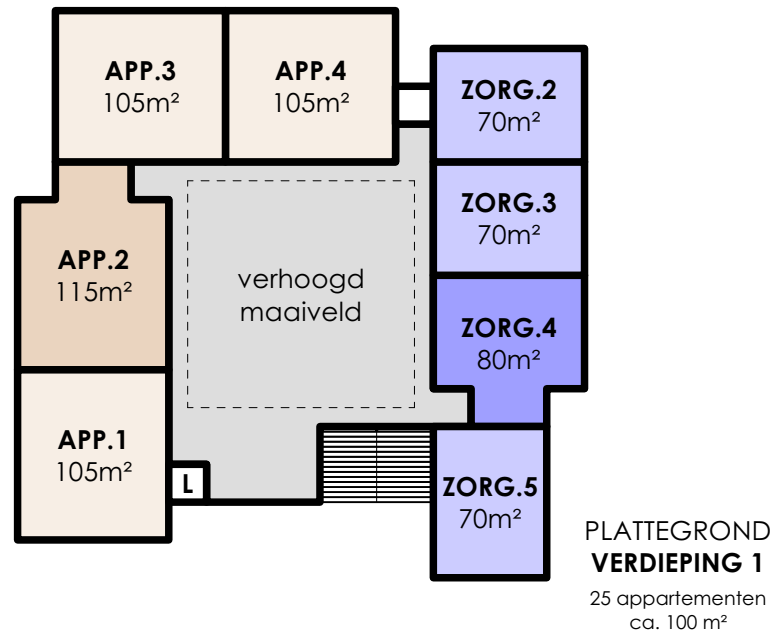 APP.3
105m²
APP.4
105m²
ZORG.2
70m²
ZORG.3
70m²
APP.2
115m²
verhoogd
maaiveld
ZORG.4
80m²
APP.1
105m²
L
ZORG.5
70m²
PLATTEGROND
VERDIEPING 1
25 appartementen
ca. 100 m²